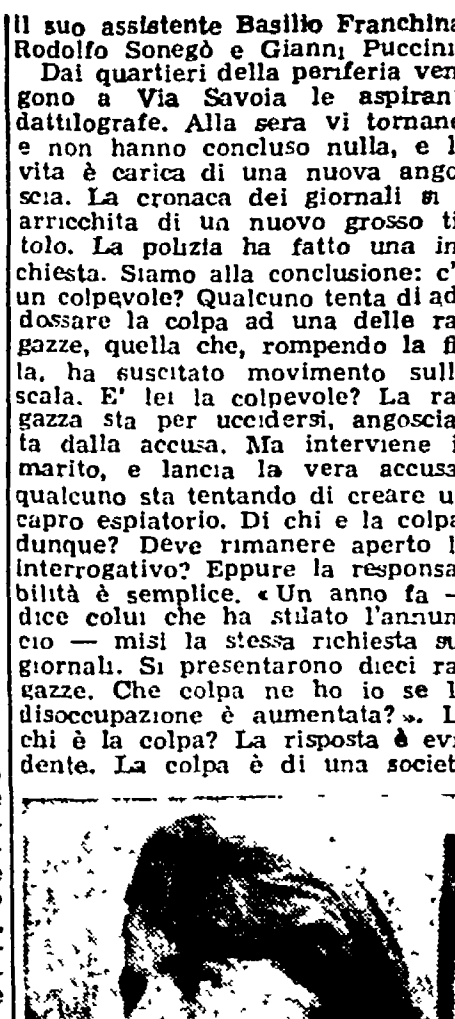 il suo assistente Basilio Franchina
Rodolfo Sonegò e Gianni Puccini
Dai quartieri della periferia ven
gono a Via Savoia le aspiran
dattilografe. Alla sera vi tornano
e non hanno concluso nulla, e l
vita è carica di una nuova ango
scia. La cronaca dei giornali si
arricchita di un nuovo grosso ti
tolo. La polizia ha fatto una in
chiesta. Siamo alla conclusione: c'
un colpevole? Qualcuno tenta di ad
dossare la colpa ad una delle ra
gazze, quella che, rompendo la fi
la, ha suscitato movimento sull
scala. E' lei la colpevole? La ra
gazza sta per uccidersi, angoscia
ta dalla accusa. Ma interviene i
marito, e lancia la vera accusa
qualcuno sta tentando di creare u
capro espiatorio. Di chi e la colpa
dunque? Deve rimanere aperto l
interrogativo? Eppure la responsa
bilità è semplice. « Un anno fa —
dice colui che ha stilato l'annun
cio — misi la stessa richiesta su
giornali. Si presentarono dieci ra
gazze. Che colpa ne ho io se l
disoccupazione è aumentata? ». D
chi è la colpa? La risposta è evi
dente. La colpa è di una societ